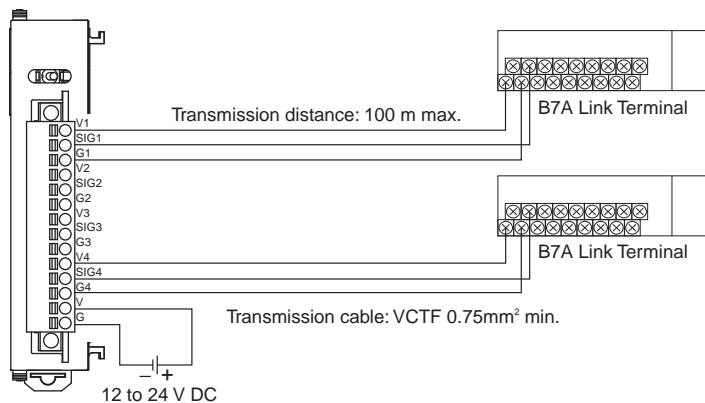 V1
SIG1
G1
V2
SIG2
G2
V3
SIG3
G3
V4
SIG4
G4
V
G
Transmission distance: 100 m max.
B7A Link Terminal
B7A Link Terminal
Transmission cable: VCTF 0.75mm² min.
– +
12 to 24 V DC